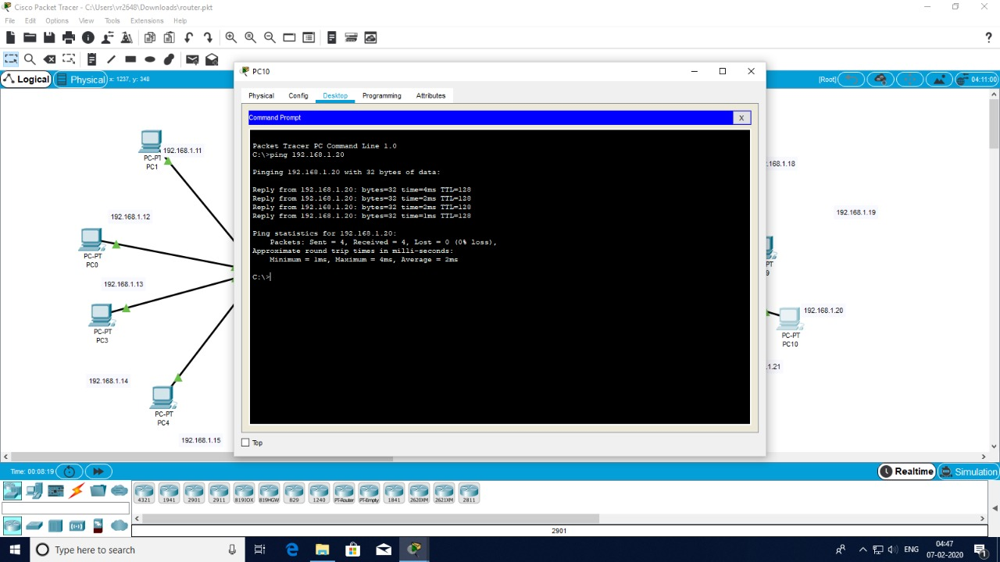 Cisco Packet Tracer - C:\Users\vr2648\Downloads\router.pkt
File Edit Options View Tools Extensions Help
?
Logical Physical x: 1237, y: 348
[Root] 04:11:00
PC10
Physical Config Desktop Programming Attributes
Command Prompt X
Packet Tracer PC Command Line 1.0
C:\>ping 192.168.1.20
Pinging 192.168.1.20 with 32 bytes of data:
Reply from 192.168.1.20: bytes=32 time=4ms TTL=128
Reply from 192.168.1.20: bytes=32 time=2ms TTL=128
Reply from 192.168.1.20: bytes=32 time=2ms TTL=128
Reply from 192.168.1.20: bytes=32 time=1ms TTL=128
Ping statistics for 192.168.1.20:
Packets: Sent = 4, Received = 4, Lost = 0 (0% loss),
Approximate round trip times in milli-seconds:
Minimum = 1ms, Maximum = 4ms, Average = 2ms
C:\>
Top
192.168.1.11
PC-PT
PC1
192.168.1.12
PC-PT
PC0
192.168.1.13
PC-PT
PC3
192.168.1.14
PC-PT
PC4
192.168.1.15
.168.1.18
192.168.1.19
PT
9
192.168.1.20
PC-PT
PC10
.1.21
Time: 00:08:19
Realtime Simulation
4321 1941 2901 2911 819IOX 819HGW 829 1240 PT-Router PT-Empty 1841 2620XM 2621XM 2811
2901
Type here to search
ENG
04:47
07-02-2020
1